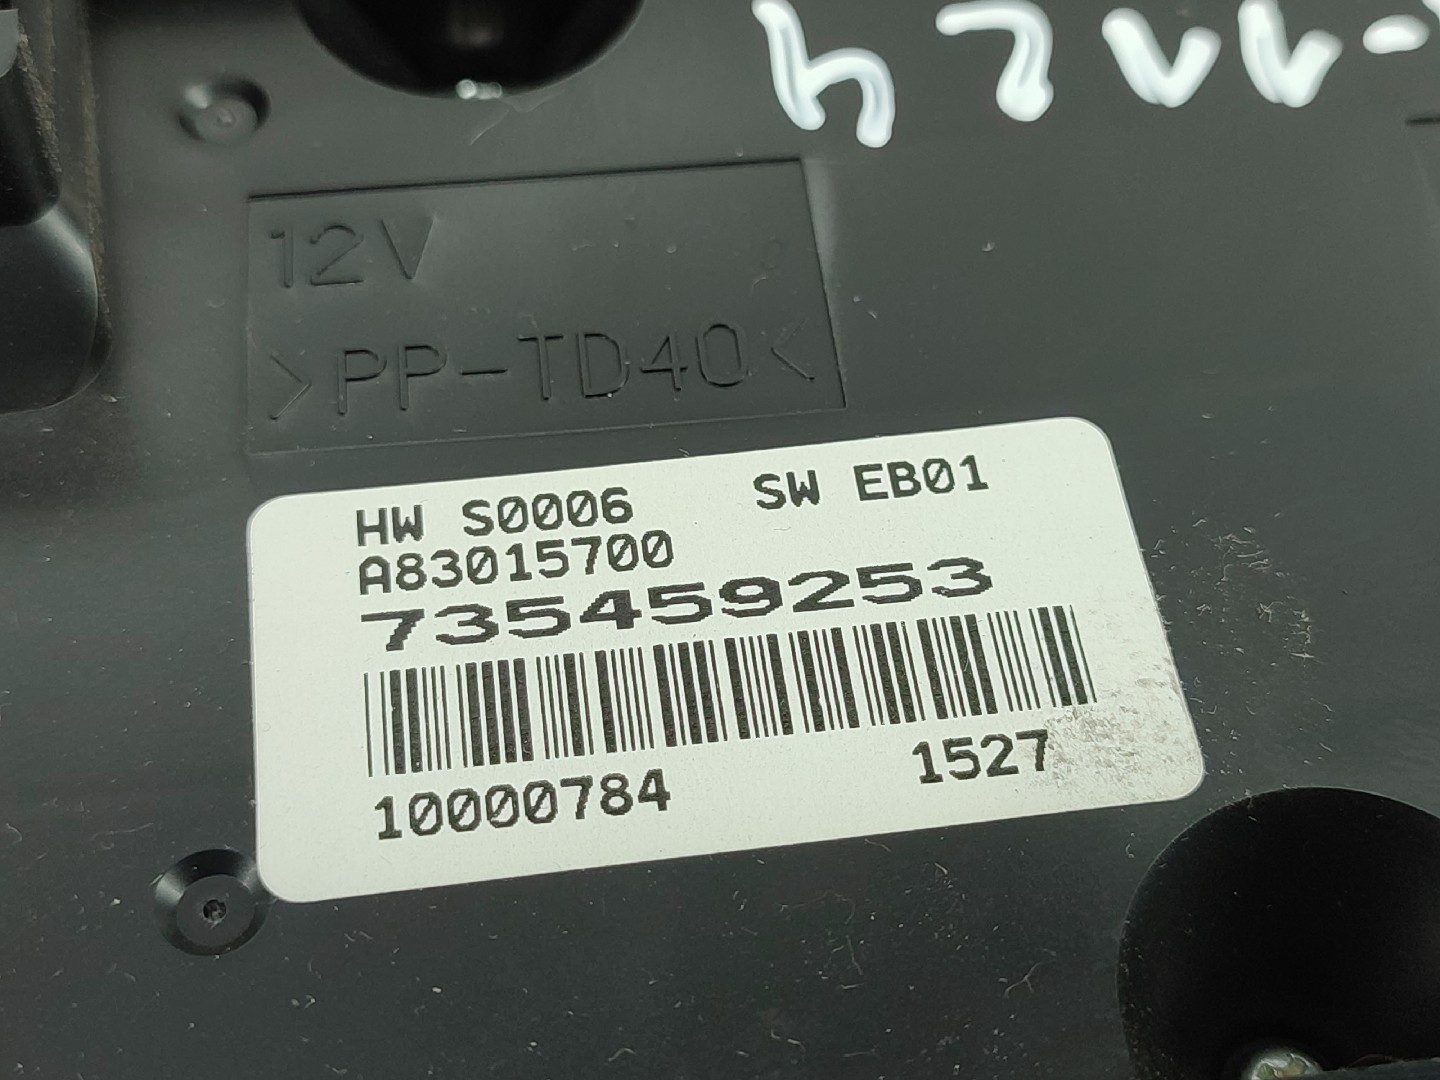 12V
>PP-TD40<
HW S0006 SW EB01
A83015700
735459253
10000784 1527